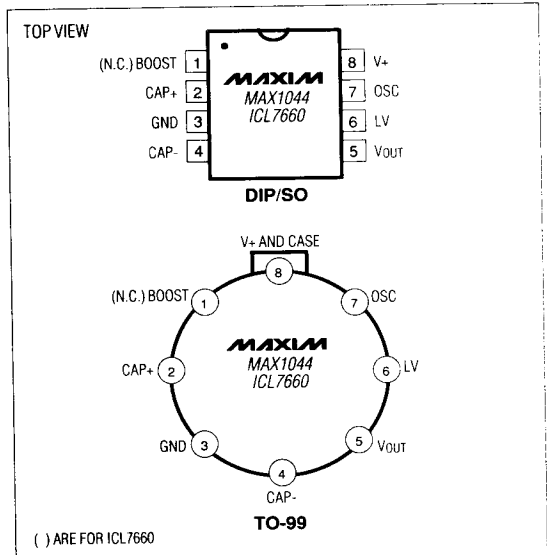 TOP VIEW
(N.C.) BOOST 1
8 V+
CAP+ 2
7 OSC
GND 3
6 LV
CAP- 4
5 VOUT
MAXIM
MAX1044
ICL7660
DIP/SO
V+ AND CASE
8
(N.C.) BOOST 1
7 OSC
CAP+ 2
6 LV
GND 3
5 VOUT
4
CAP-
MAXIM
MAX1044
ICL7660
TO-99
( ) ARE FOR ICL7660